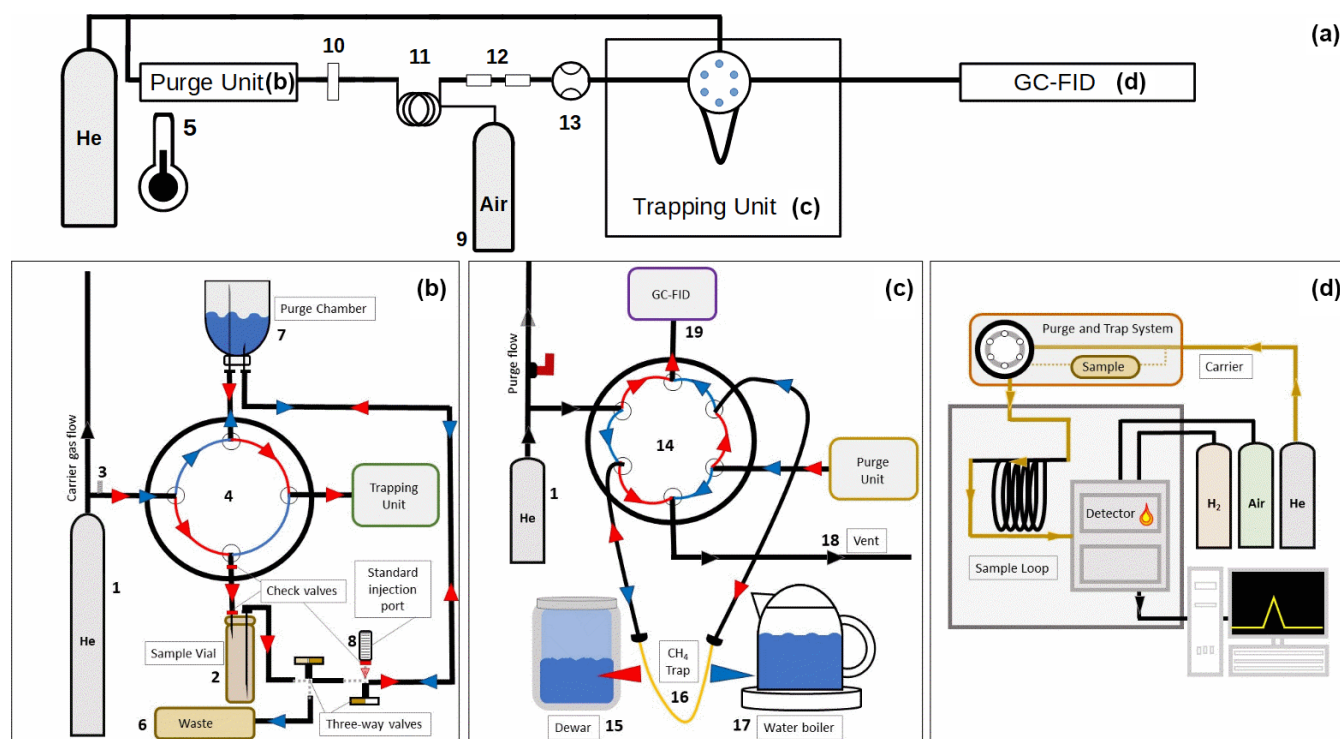 (a)
10
11
12
Purge Unit(b)
GC-FID (d)
He
5
13
Air
9
Trapping Unit (c)
(b)
Purge Chamber
7
Carrier gas flow
3
4
Trapping
Unit
1
He
Check valves
Standard
injection
port
8
Sample Vial
2
6
Waste
Three-way valves
(c)
GC-FID
19
Purge flow
14
1
He
Purge
Unit
18
Vent
CH4
Trap
16
Dewar
15
17
Water boiler
(d)
Purge and Trap System
Sample
Carrier
H2
Air
He
Detector
Sample Loop